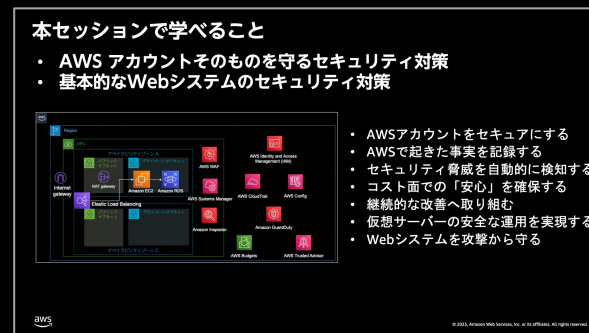 本セッションで学べること
• AWS アカウントそのものを守るセキュリティ対策
• 基本的なWebシステムのセキュリティ対策
Region
VPC
アベイラビリティゾーン A
パブリック
サブネット
プライベートサブネット
NAT gateway
Amazon EC2
Amazon RDS
Internet
gateway
Elastic Load Balancing
パブリック
サブネット
プライベートサブネット
アベイラビリティゾーン C
AWS WAF
AWS Systems Manager
Amazon Inspector
AWS Identity and Access
Management (IAM)
AWS CloudTrail
AWS Config
Amazon GuardDuty
AWS Budgets
AWS Trusted Advisor
• AWSアカウントをセキュアにする
• AWSで起きた事実を記録する
• セキュリティ脅威を自動的に検知する
• コスト面での「安心」を確保する
• 継続的な改善へ取り組む
• 仮想サーバーの安全な運用を実現する
• Webシステムを攻撃から守る
aws
© 2023, Amazon Web Services, Inc. or its affiliates. All rights reserved.